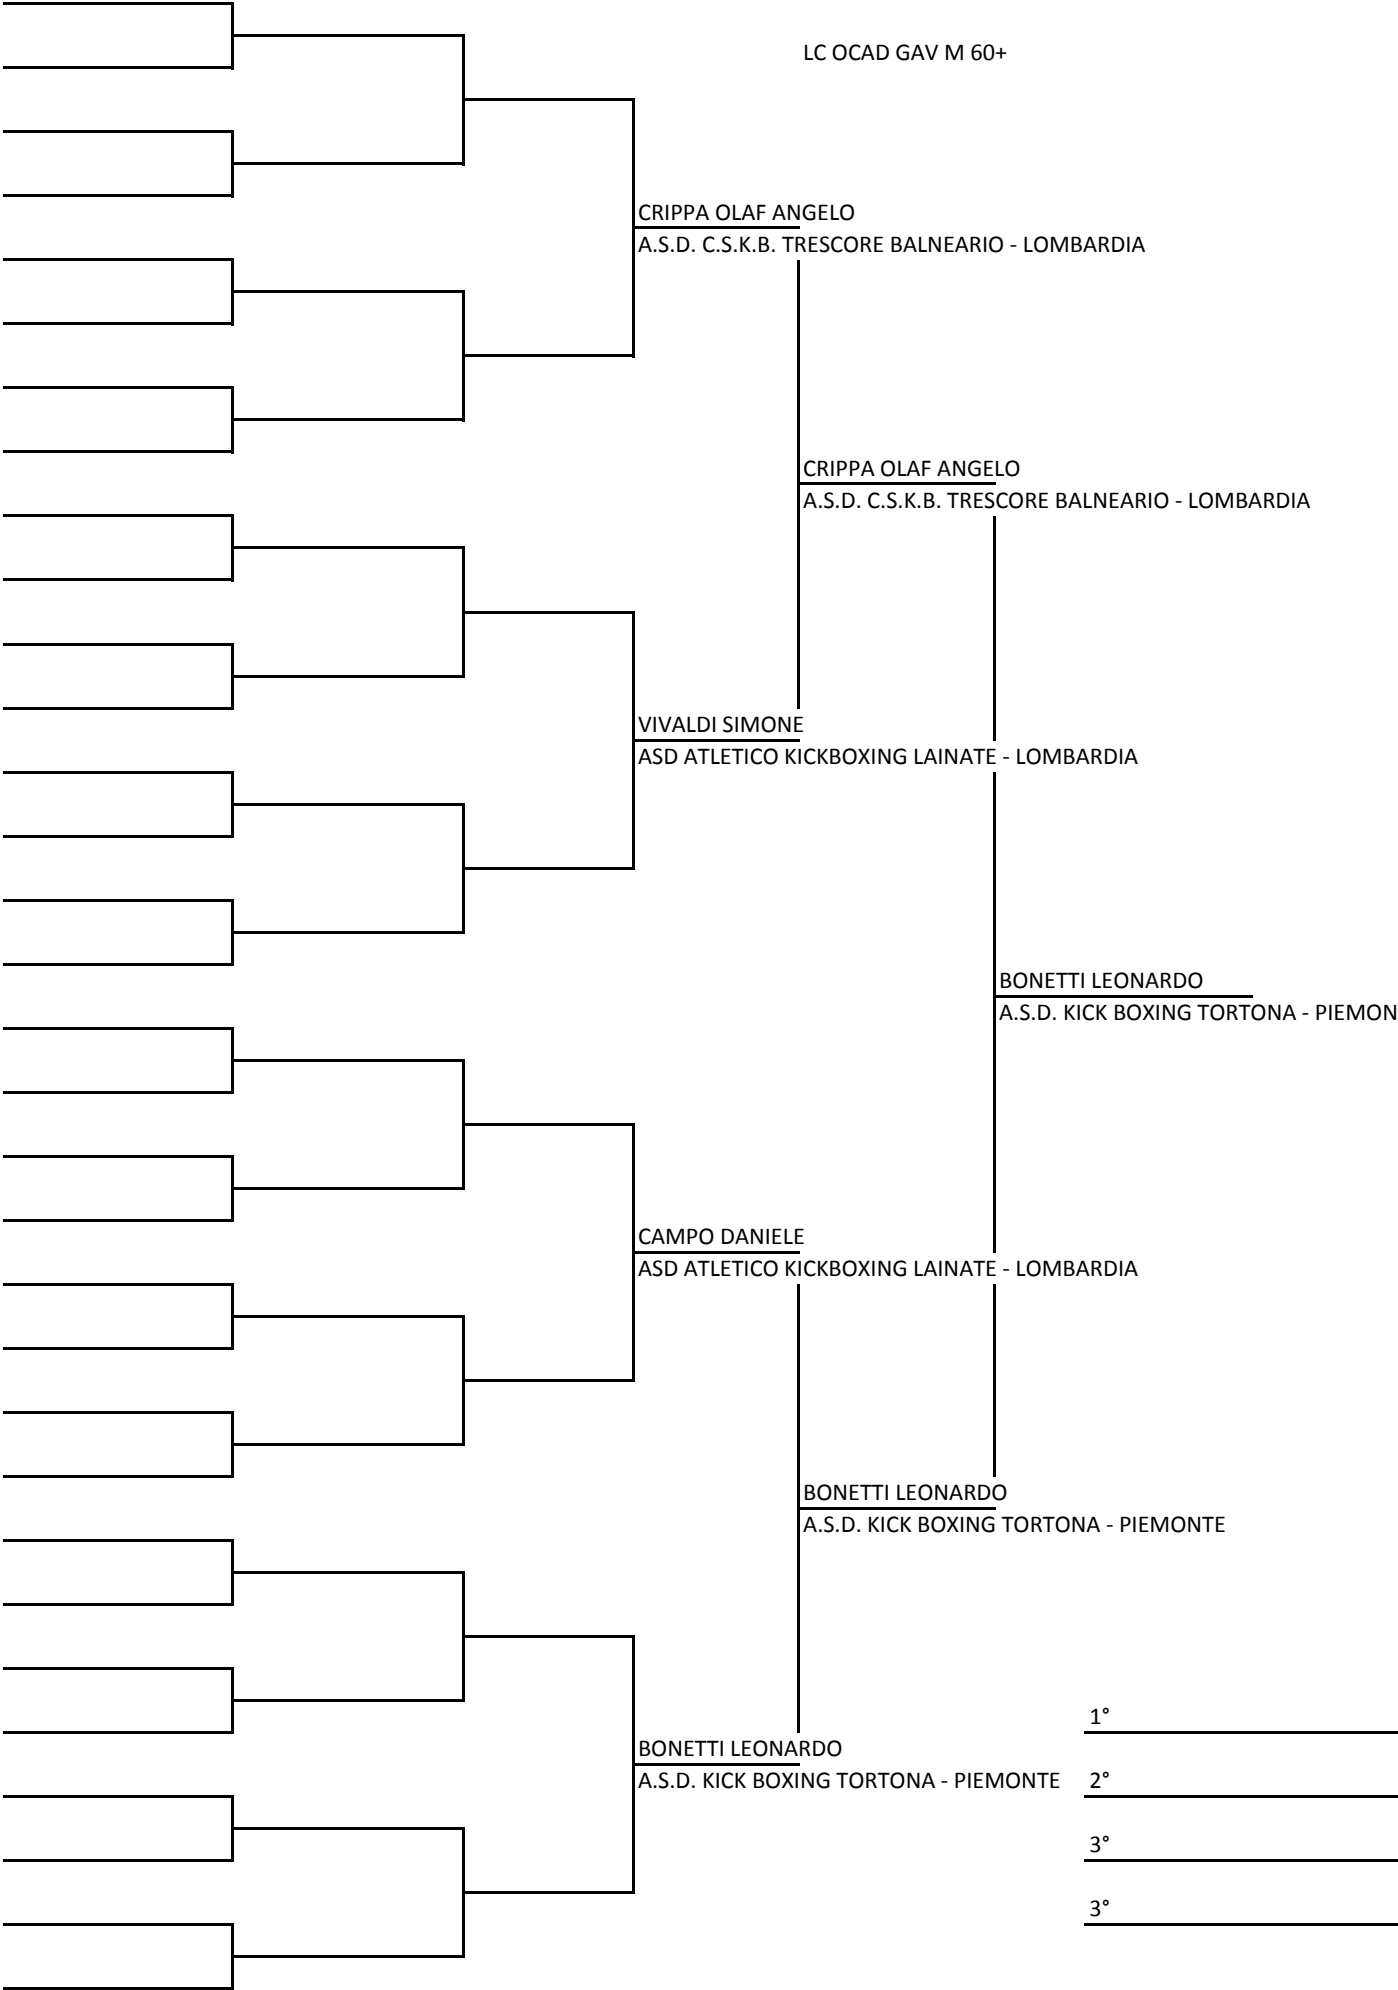 LC OCAD GAV M 60+
CRIPPA OLAF ANGELO
A.S.D. C.S.K.B. TRESCORE BALNEARIO - LOMBARDIA
CRIPPA OLAF ANGELO
A.S.D. C.S.K.B. TRESCORE BALNEARIO - LOMBARDIA
VIVALDI SIMONE
ASD ATLETICO KICKBOXING LAINATE - LOMBARDIA
BONETTI LEONARDO
A.S.D. KICK BOXING TORTONA - PIEMON
CAMPO DANIELE
ASD ATLETICO KICKBOXING LAINATE - LOMBARDIA
BONETTI LEONARDO
A.S.D. KICK BOXING TORTONA - PIEMONTE
1°
BONETTI LEONARDO
A.S.D. KICK BOXING TORTONA - PIEMONTE
2°
3°
3°